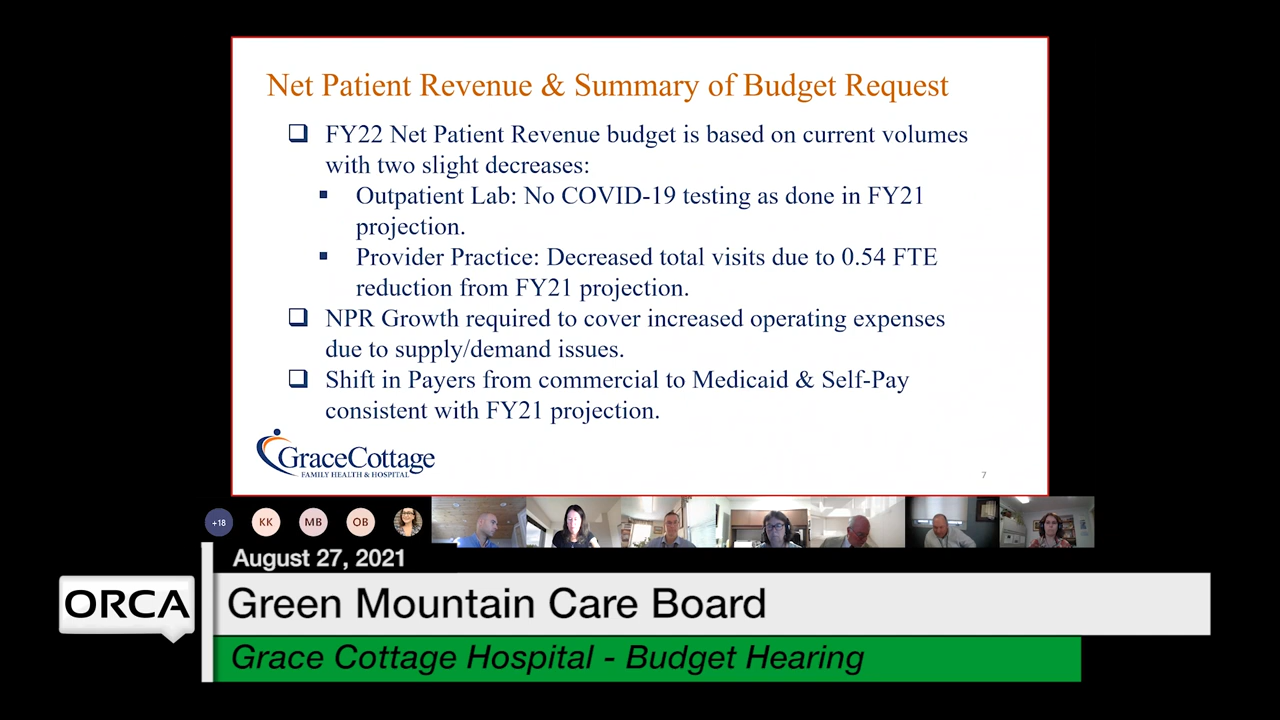 Net Patient Revenue & Summary of Budget Request
FY22 Net Patient Revenue budget is based on current volumes
with two slight decreases:
Outpatient Lab: No COVID-19 testing as done in FY21
projection.
Provider Practice: Decreased total visits due to 0.54 FTE
reduction from FY21 projection.
NPR Growth required to cover increased operating expenses
due to supply/demand issues.
Shift in Payers from commercial to Medicaid & Self-Pay
consistent with FY21 projection.
GraceCottage
FAMILY HEALTH & HOSPITAL
7
+18 KK MB OB
August 27, 2021
ORCA
Green Mountain Care Board
Grace Cottage Hospital - Budget Hearing